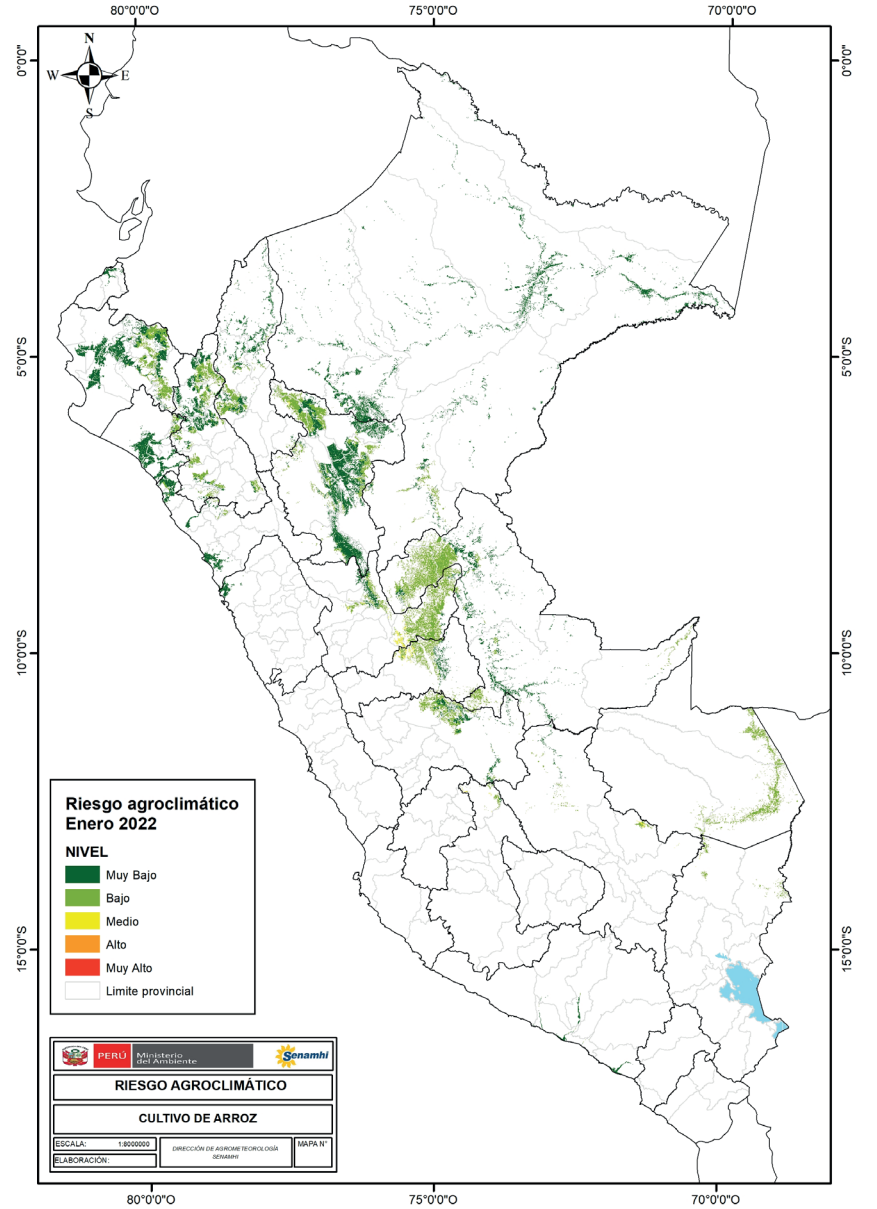 80°0'0"O 75°0'0"O 70°0'0"O
N
W E
S
0°0'0" 0°0'0"
5°0'0"S 5°0'0"S
10°0'0"S 10°0'0"S
15°0'0"S 15°0'0"S
Riesgo agroclimático
Enero 2022
NIVEL
Muy Bajo
Bajo
Medio
Alto
Muy Alto
Limite provincial
PERÚ Ministerio
del Ambiente
Senamhi
RIESGO AGROCLIMÁTICO
CULTIVO DE ARROZ
ESCALA: 1:8000000
ELABORACIÓN:
DIRECCIÓN DE AGROMETEOROLOGÍA
SENAMHI
MAPA N°
80°0'0"O 75°0'0"O 70°0'0"O